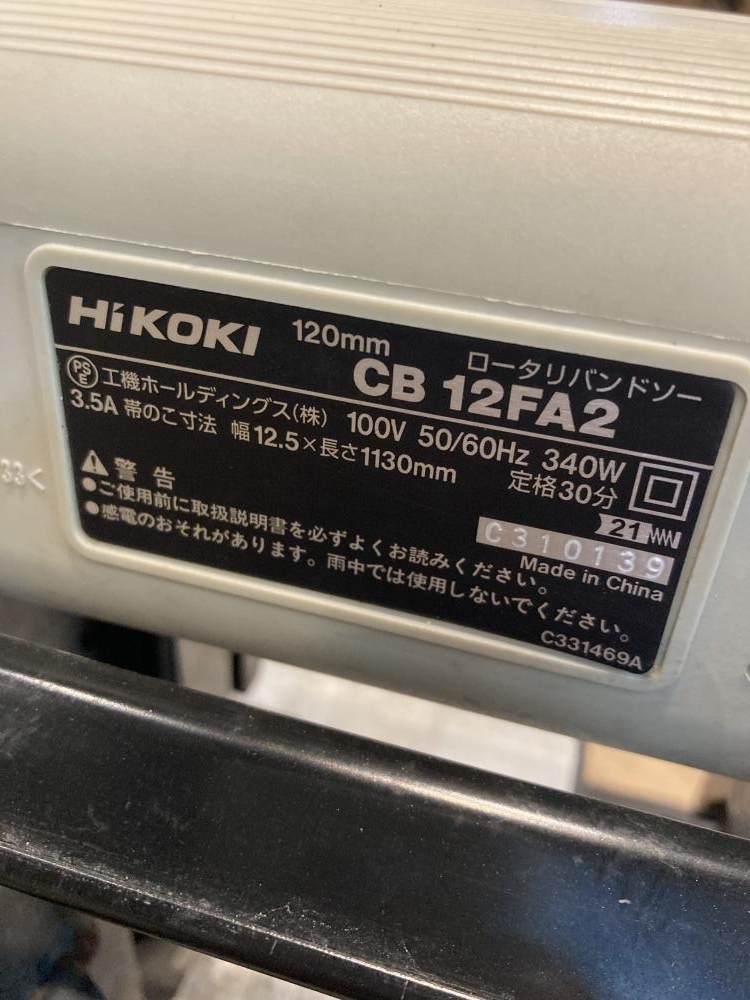 HiKOKI 120mm ロータリバンドソー
CB 12FA2
PSE 工機ホールディングス(株) 100V 50/60Hz 340W
3.5A 帯のこ寸法 幅12.5×長さ1130mm 定格30分
警告
●ご使用前に取扱説明書を必ずよくお読みください。
●感電のおそれがあります。雨中では使用しないでください。
21
C310139
Made in China
C331469A
33<